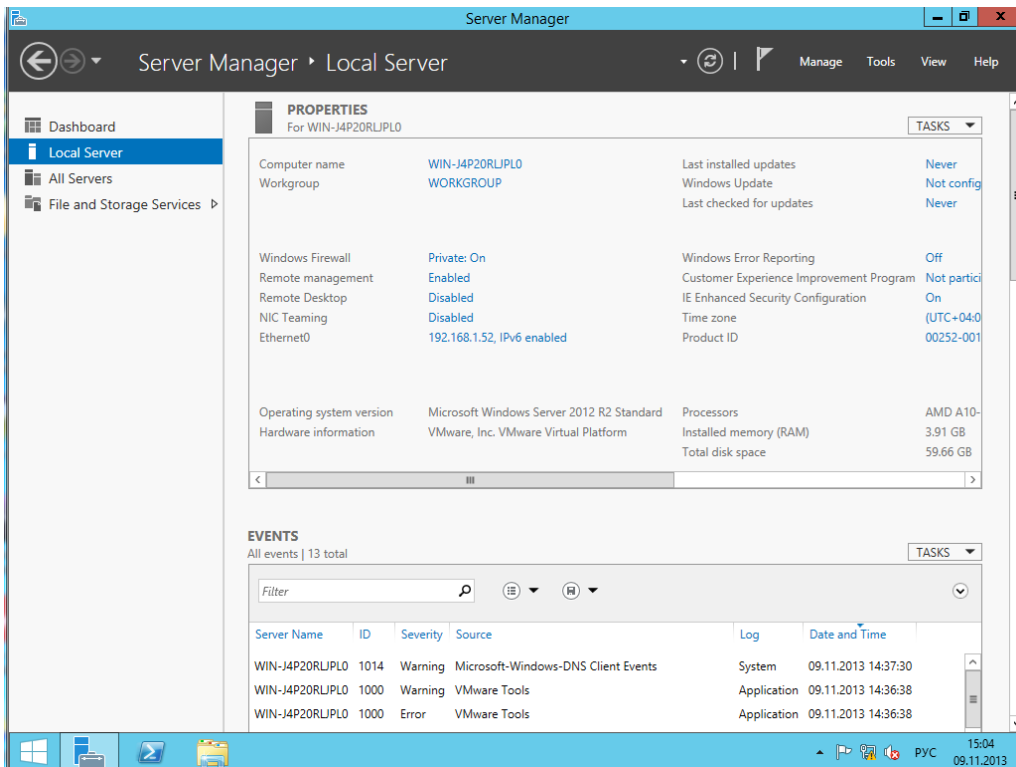 Server Manager
Server Manager • Local Server
Manage Tools View Help
Dashboard
Local Server
All Servers
File and Storage Services
PROPERTIES
For WIN-J4P20RLJPL0
TASKS
Computer name WIN-J4P20RLJPL0 Last installed updates Never
Workgroup WORKGROUP Windows Update Not config
Last checked for updates Never
Windows Firewall Private: On Windows Error Reporting Off
Remote management Enabled Customer Experience Improvement Program Not partici
Remote Desktop Disabled IE Enhanced Security Configuration On
NIC Teaming Disabled Time zone (UTC+04:0
Ethernet0 192.168.1.52, IPv6 enabled Product ID 00252-001
Operating system version Microsoft Windows Server 2012 R2 Standard Processors AMD A10-
Hardware information VMware, Inc. VMware Virtual Platform Installed memory (RAM) 3.91 GB
Total disk space 59.66 GB
EVENTS
All events | 13 total
TASKS
Filter
Server Name ID Severity Source Log Date and Time
WIN-J4P20RLJPL0 1014 Warning Microsoft-Windows-DNS Client Events System 09.11.2013 14:37:30
WIN-J4P20RLJPL0 1000 Warning VMware Tools Application 09.11.2013 14:36:38
WIN-J4P20RLJPL0 1000 Error VMware Tools Application 09.11.2013 14:36:38
РУС 15:04
09.11.2013